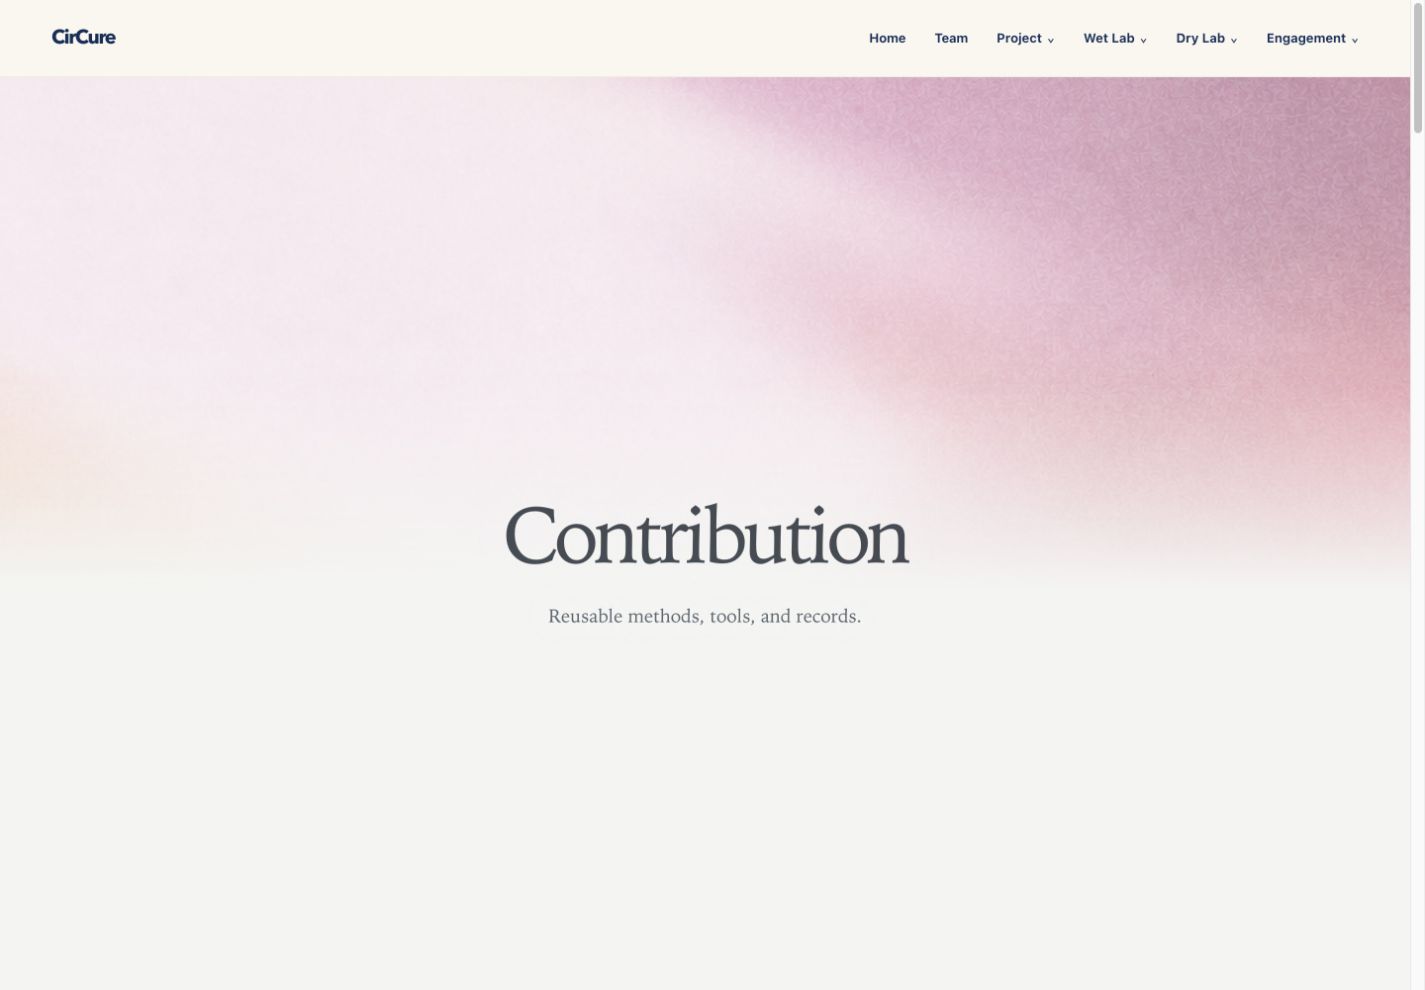 CirCure
Home Team Project Wet Lab Dry Lab Engagement
Contribution
Reusable methods, tools, and records.